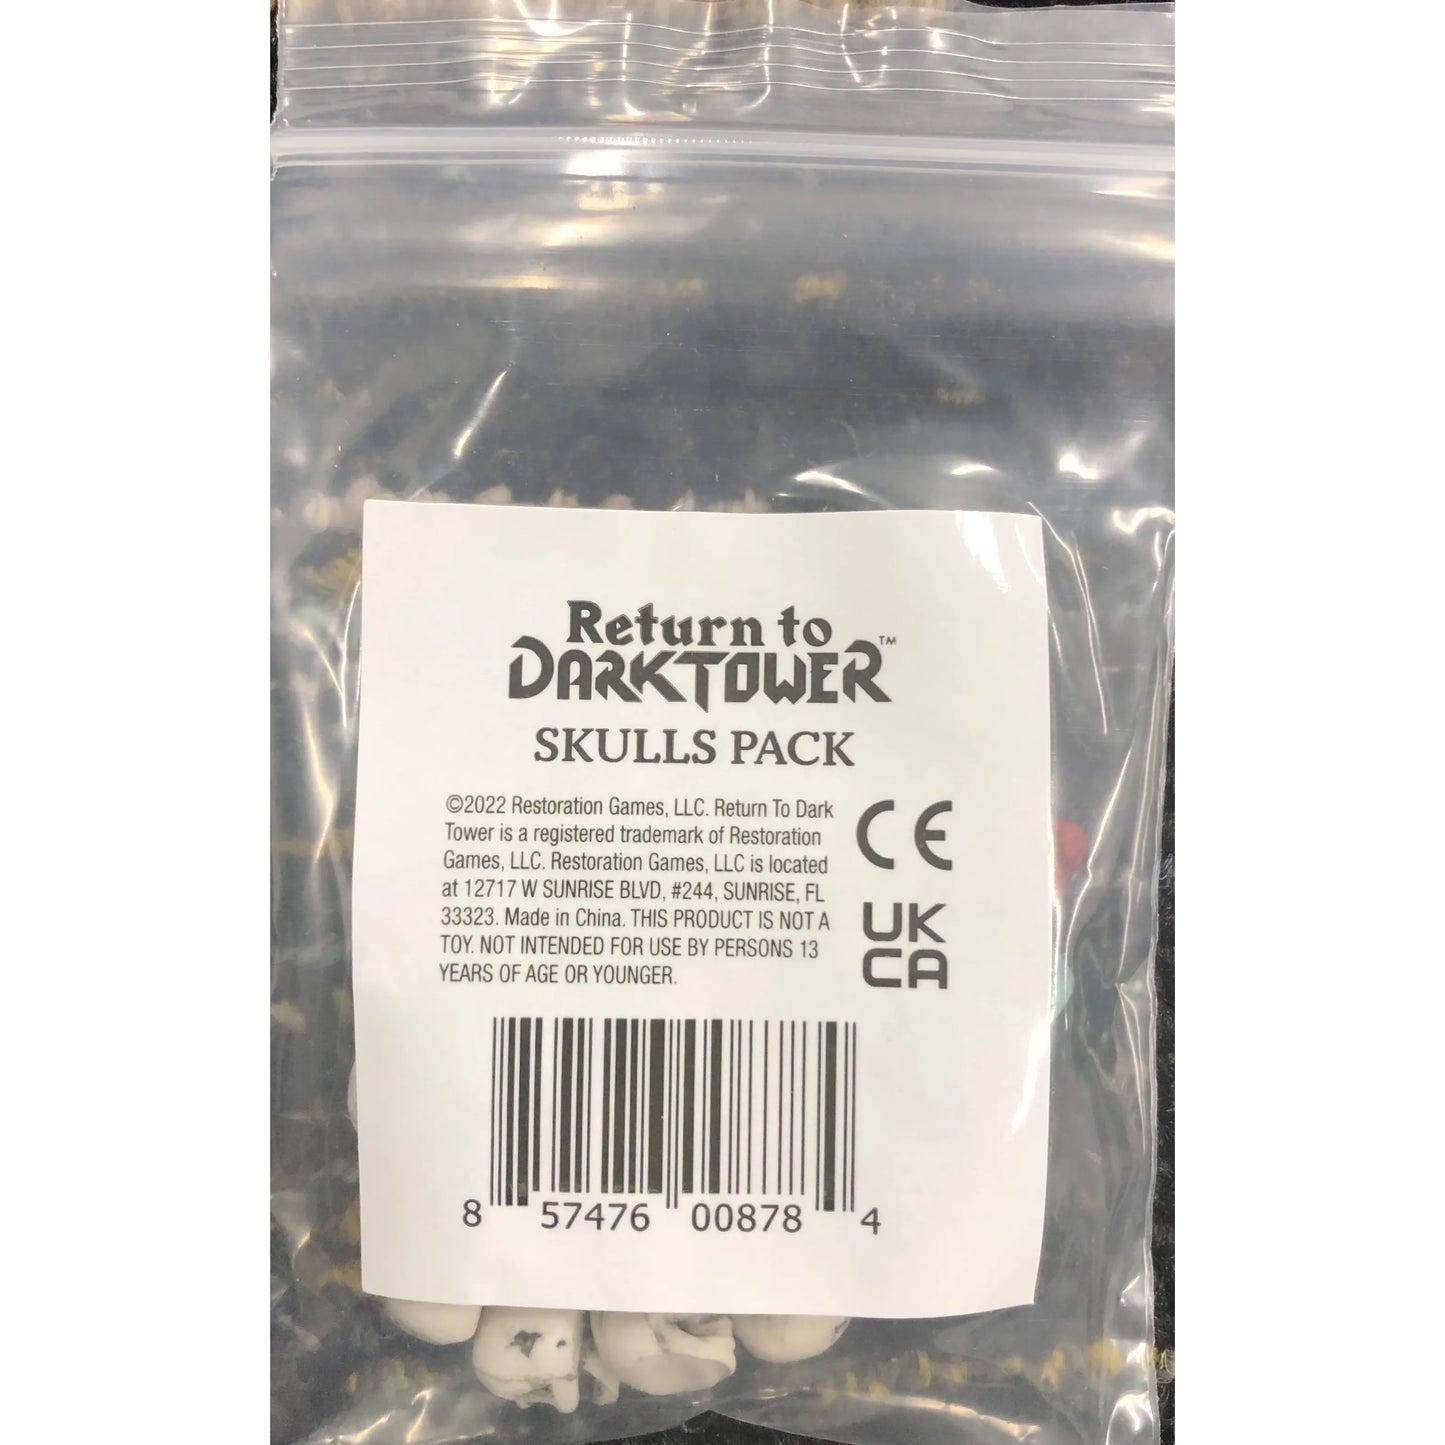 Return to
DARKTOWER™
SKULLS PACK
©2022 Restoration Games, LLC. Return To Dark
Tower is a registered trademark of Restoration
Games, LLC. Restoration Games, LLC is located
at 12717 W SUNRISE BLVD, #244, SUNRISE, FL
33323. Made in China. THIS PRODUCT IS NOT A
TOY. NOT INTENDED FOR USE BY PERSONS 13
YEARS OF AGE OR YOUNGER.
CE
UK
CA
8 57476 00878 4